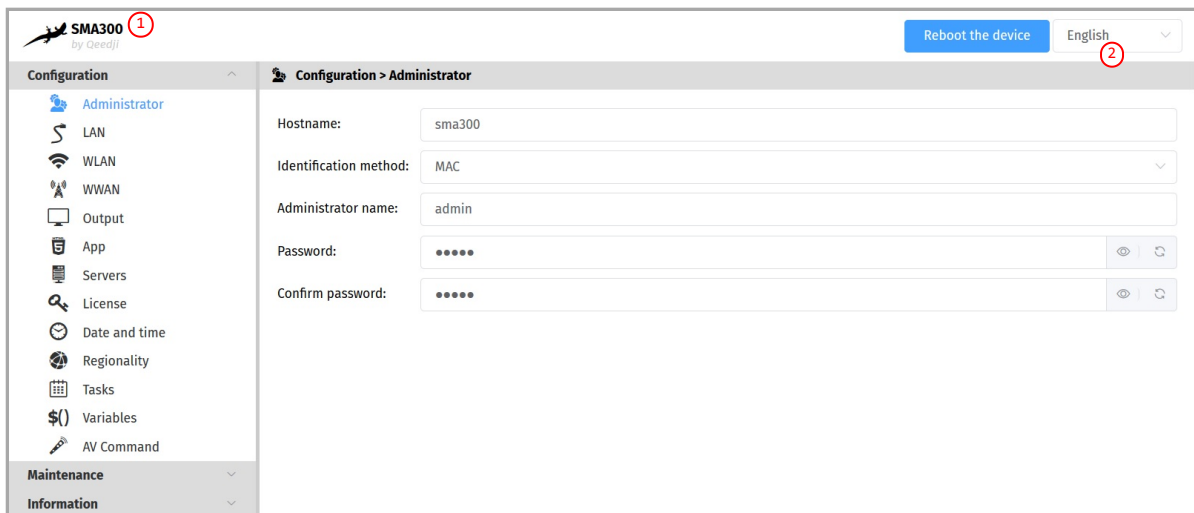 SMA300 1
by Qeedji
Reboot the device
English
2
Configuration
Administrator
LAN
WLAN
WWAN
Output
App
Servers
License
Date and time
Regionality
Tasks
$() Variables
AV Command
Maintenance
Information
Configuration > Administrator
Hostname: sma300
Identification method: MAC
Administrator name: admin
Password: •••••
Confirm password: •••••